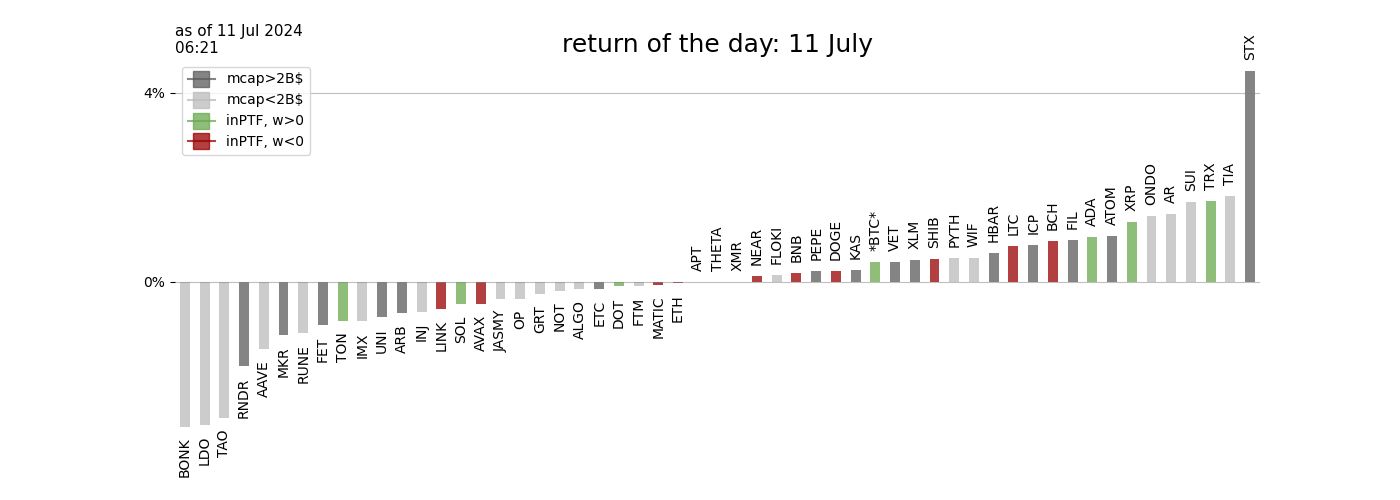 as of 11 Jul 2024
06:21
return of the day: 11 July
mcap>2B$
mcap<2B$
inPTF, w>0
inPTF, w<0
4%
0%
BONK
LDO
TAO
RNDR
AAVE
MKR
RUNE
FET
TON
IMX
UNI
ARB
INJ
LINK
SOL
AVAX
JASMY
OP
GRT
NOT
ALGO
ETC
DOT
FTM
MATIC
ETH
APT
THETA
XMR
NEAR
FLOKI
BNB
PEPE
DOGE
KAS
*BTC*
VET
XLM
SHIB
PYTH
WIF
HBAR
LTC
ICP
BCH
FIL
ADA
ATOM
XRP
ONDO
AR
SUI
TRX
TIA
STX